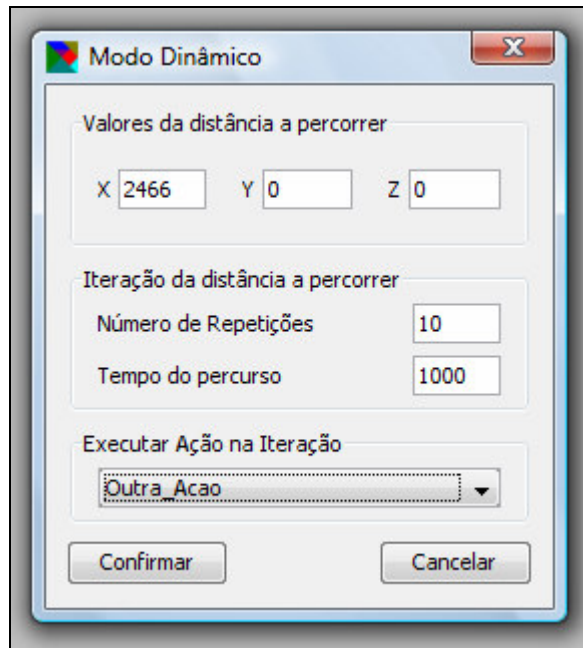 Modo Dinâmico
Valores da distância a percorrer
X 2466 Y 0 Z 0
Iteração da distância a percorrer
Número de Repetições 10
Tempo do percurso 1000
Executar Ação na Iteração
Outra_Acao
Confirmar Cancelar